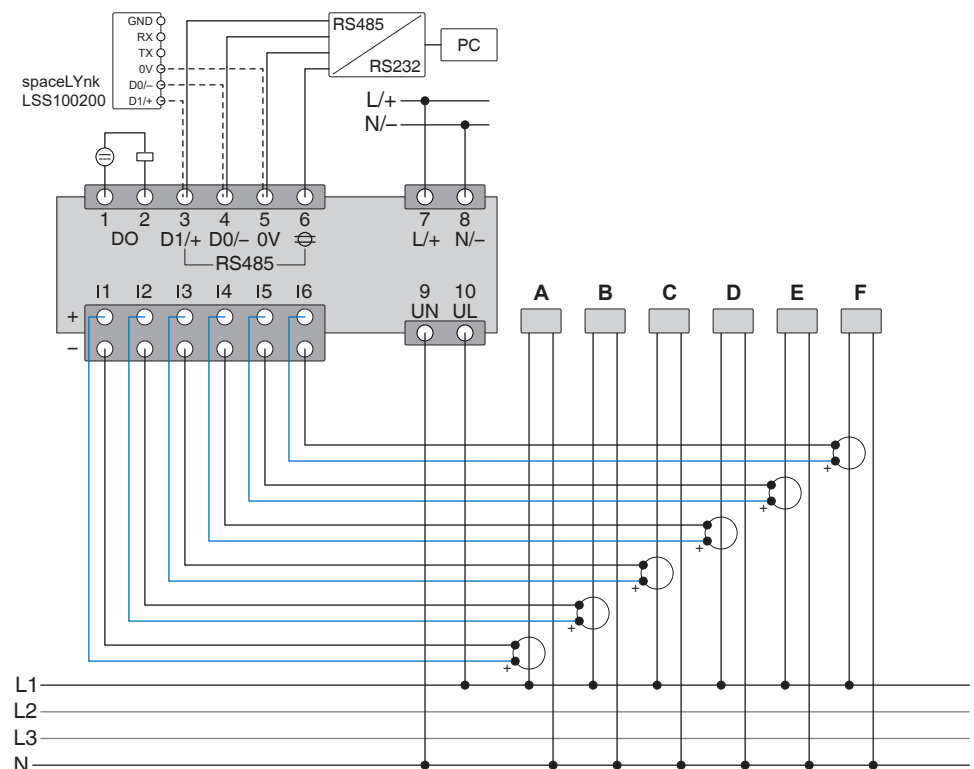 GND
RX
TX
0V
D0/–
D1/+
spaceLYnk
LSS100200
RS485
RS232
PC
L/+
N/–
1 2 3 4 5 6
DO D1/+ D0/– 0V
RS485
7 8
L/+ N/–
I1 I2 I3 I4 I5 I6
+
–
9 10
UN UL
A B C D E F
+
+
+
+
+
+
L1
L2
L3
N